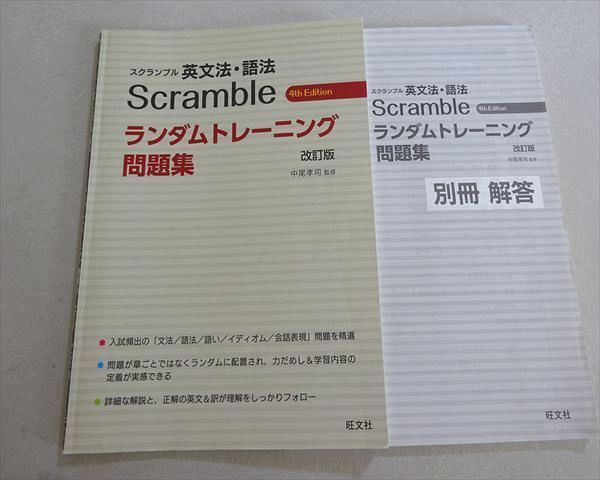 スクランブル 英文法・語法
Scramble 4th Edition
ランダムトレーニング
問題集 改訂版
中尾孝司 監修
* 入試頻出の「文法／語法／語い／イディオム／会話表現」問題を精選
* 問題が章ごとではなくランダムに配置され，力だめし＆学習内容の
定着が実感できる
* 詳細な解説と，正解の英文＆訳が理解をしっかりフォロー
旺文社
スクランブル 英文法・語法
Scramble 4th Edition
ランダムトレーニング
問題集 改訂版
中尾孝司 監修
別冊 解答
旺文社